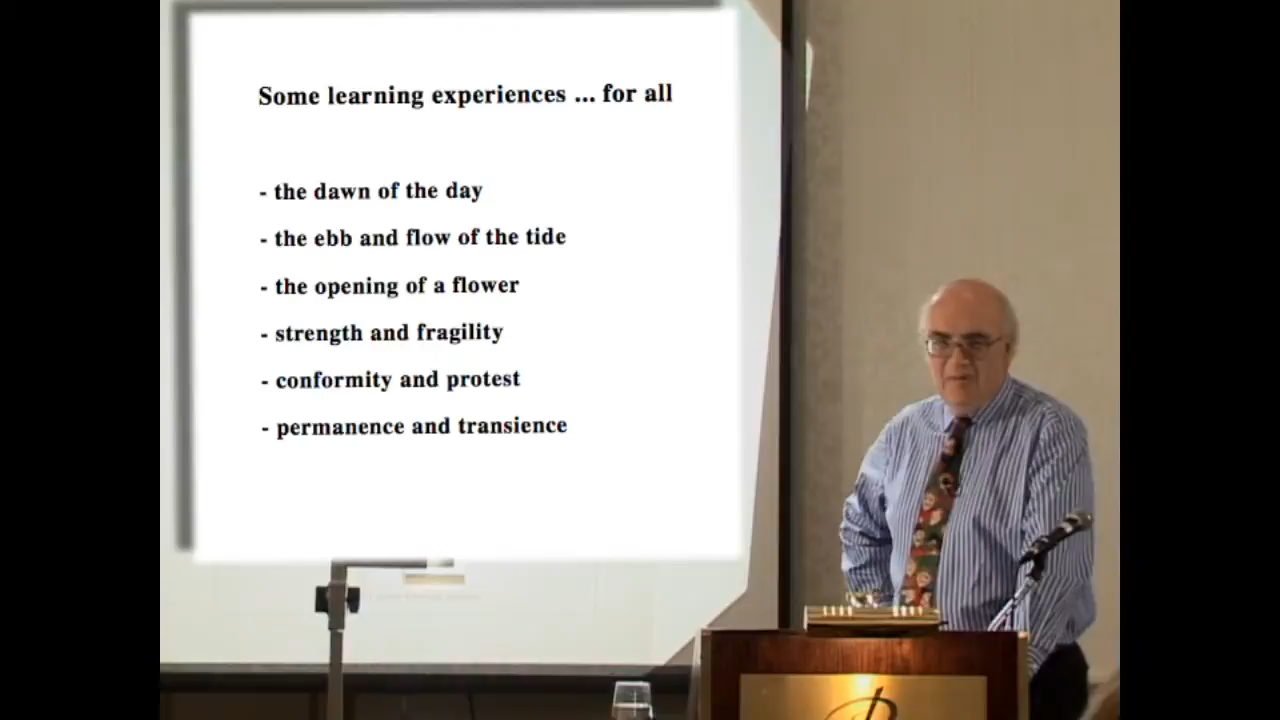 Some learning experiences ... for all
- the dawn of the day
- the ebb and flow of the tide
- the opening of a flower
- strength and fragility
- conformity and protest
- permanence and transience